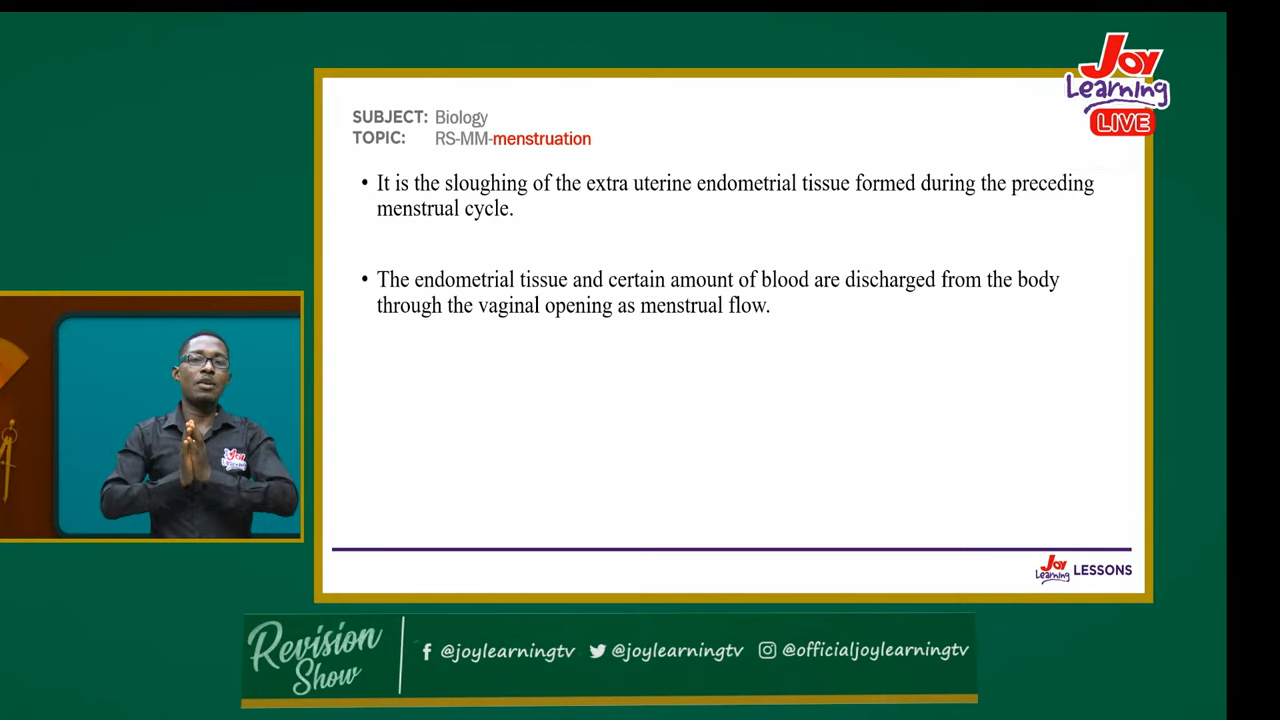 Joy
Learning
LIVE
SUBJECT: Biology
TOPIC: RS-MM-menstruation
• It is the sloughing of the extra uterine endometrial tissue formed during the preceding
menstrual cycle.
• The endometrial tissue and certain amount of blood are discharged from the body
through the vaginal opening as menstrual flow.
Joy
Learning LESSONS
Revision
Show
@joylearningtv @joylearningtv @officialjoylearningtv